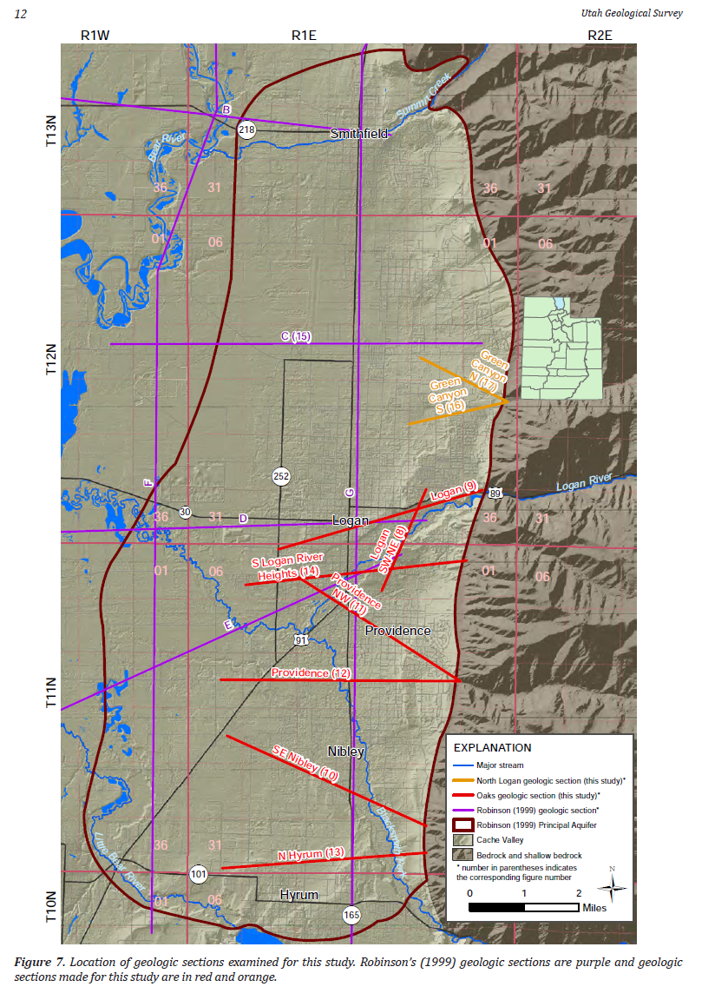 12
Utah Geological Survey
R1W
R1E
R2E
T13N
T12N
T11N
T10N
B
218
Smithfield
Summit Creek
Bear River
36
31
36
31
01
06
01
06
C (15)
Green
Canyon
N (17)
Green
Canyon
S (16)
F
252
G
Logan (9)
89
Logan River
30
36
31
D
Logan
36
31
Logan
SW-NE (8)
S Logan River
Heights (14)
01
06
01
06
Providence
NW (11)
E
91
Providence
Providence (12)
SE Nibley (10)
Nibley
Little Bear River
36
31
N Hyrum (13)
101
01
06
Hyrum
165
EXPLANATION
Major stream
North Logan geologic section (this study)*
Oaks geologic section (this study)*
Robinson (1999) geologic section*
Robinson (1999) Principal Aquifer
Cache Valley
Bedrock and shallow bedrock
* number in parentheses indicates
the corresponding figure number
N
0 1 2
Miles
Figure 7. Location of geologic sections examined for this study. Robinson's (1999) geologic sections are purple and geologic
sections made for this study are in red and orange.